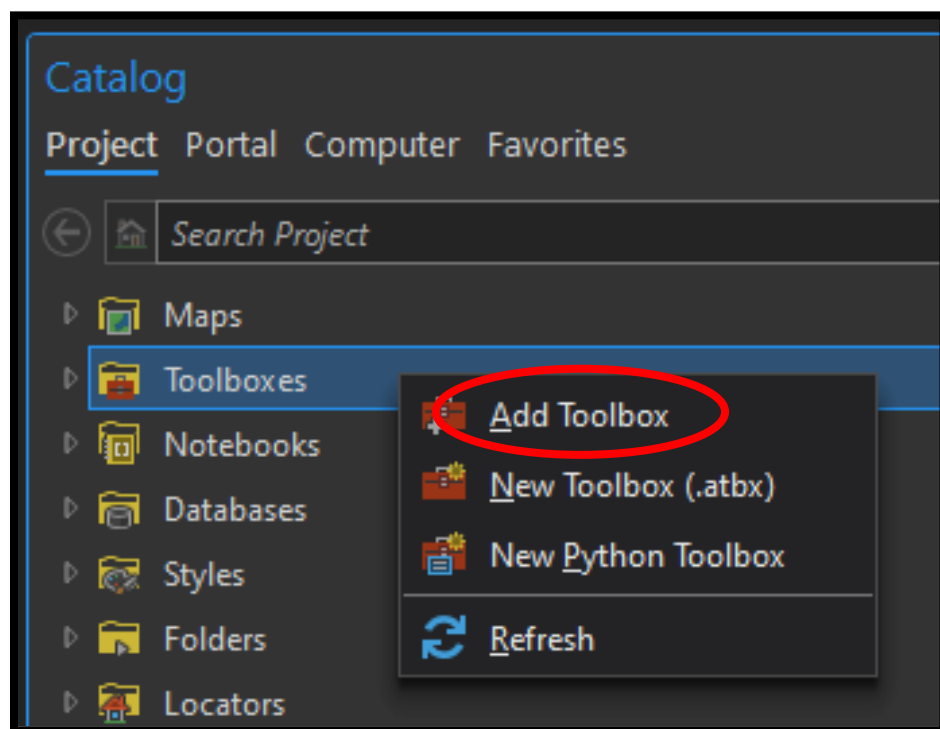 Catalog
Project Portal Computer Favorites
Search Project
Maps
Toolboxes
Add Toolbox
Notebooks
New Toolbox (.atbx)
Databases
New Python Toolbox
Styles
Folders
Refresh
Locators